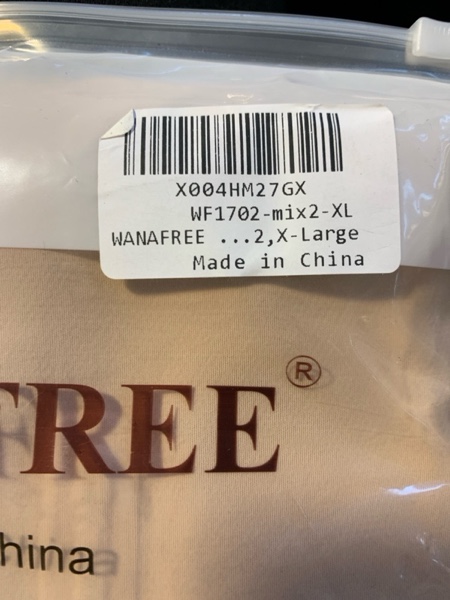 X004HM27GX
WF1702-mix2-XL
WANAFREE ...2,X-Large
Made in China
FREE®
hina